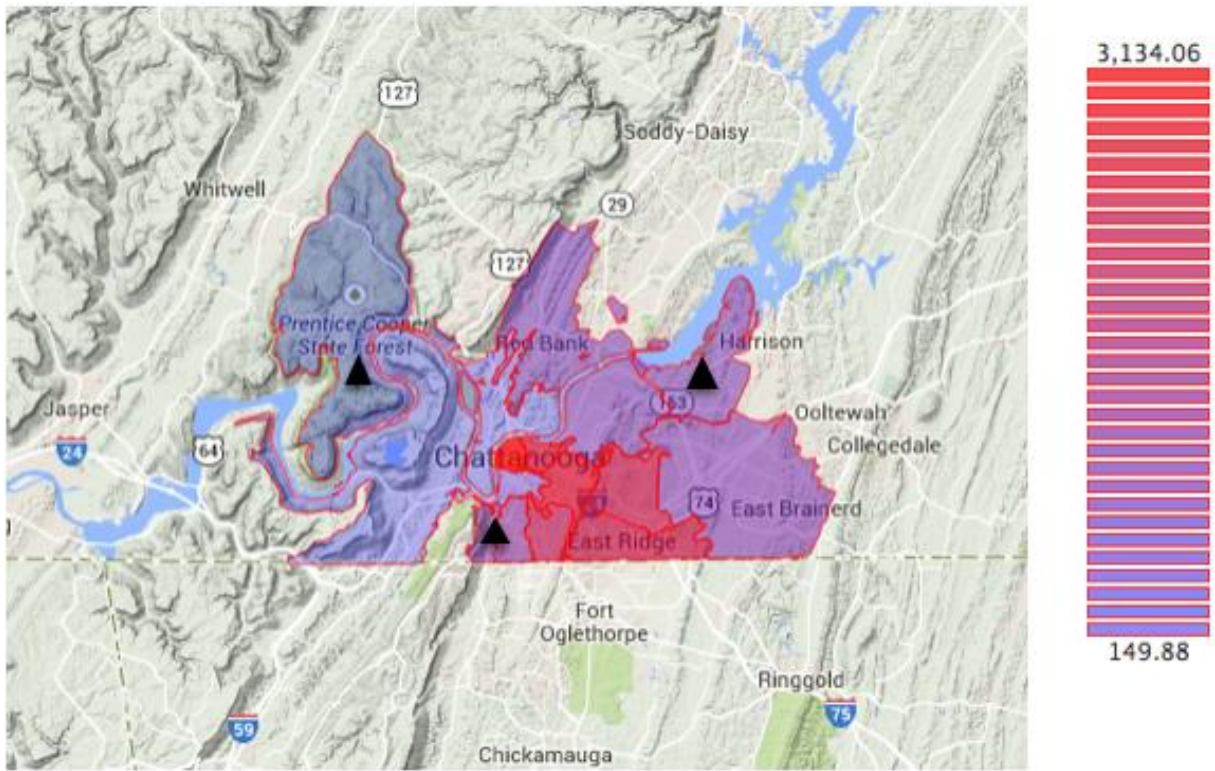 3,134.06
127
Soddy-Daisy
Whitwell
29
127
Prentice Cooper
State Forest
Red Bank
Harrison
Jasper
153
Ooltewah
24
64
Collegedale
Chattanooga
74
East Brainerd
East Ridge
Fort
Oglethorpe
149.88
Ringgold
59
75
Chickamauga